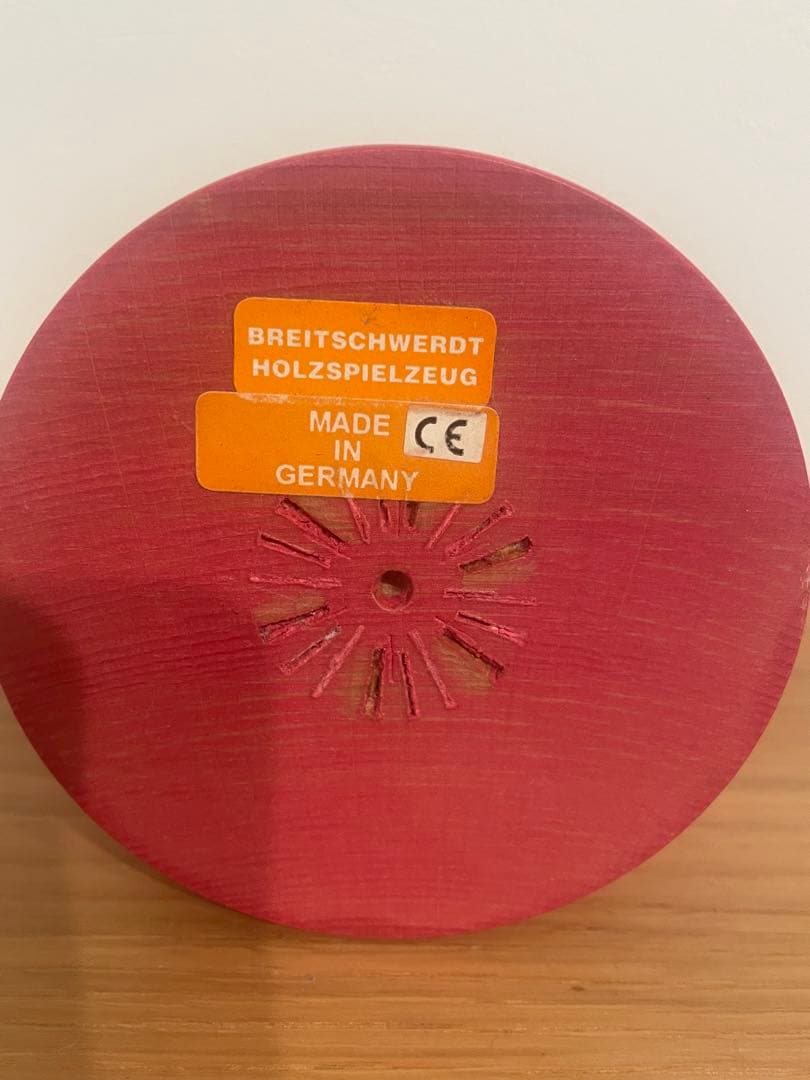 BREITSCHWERDT
HOLZSPIELZEUG
MADE
IN
GERMANY
CE